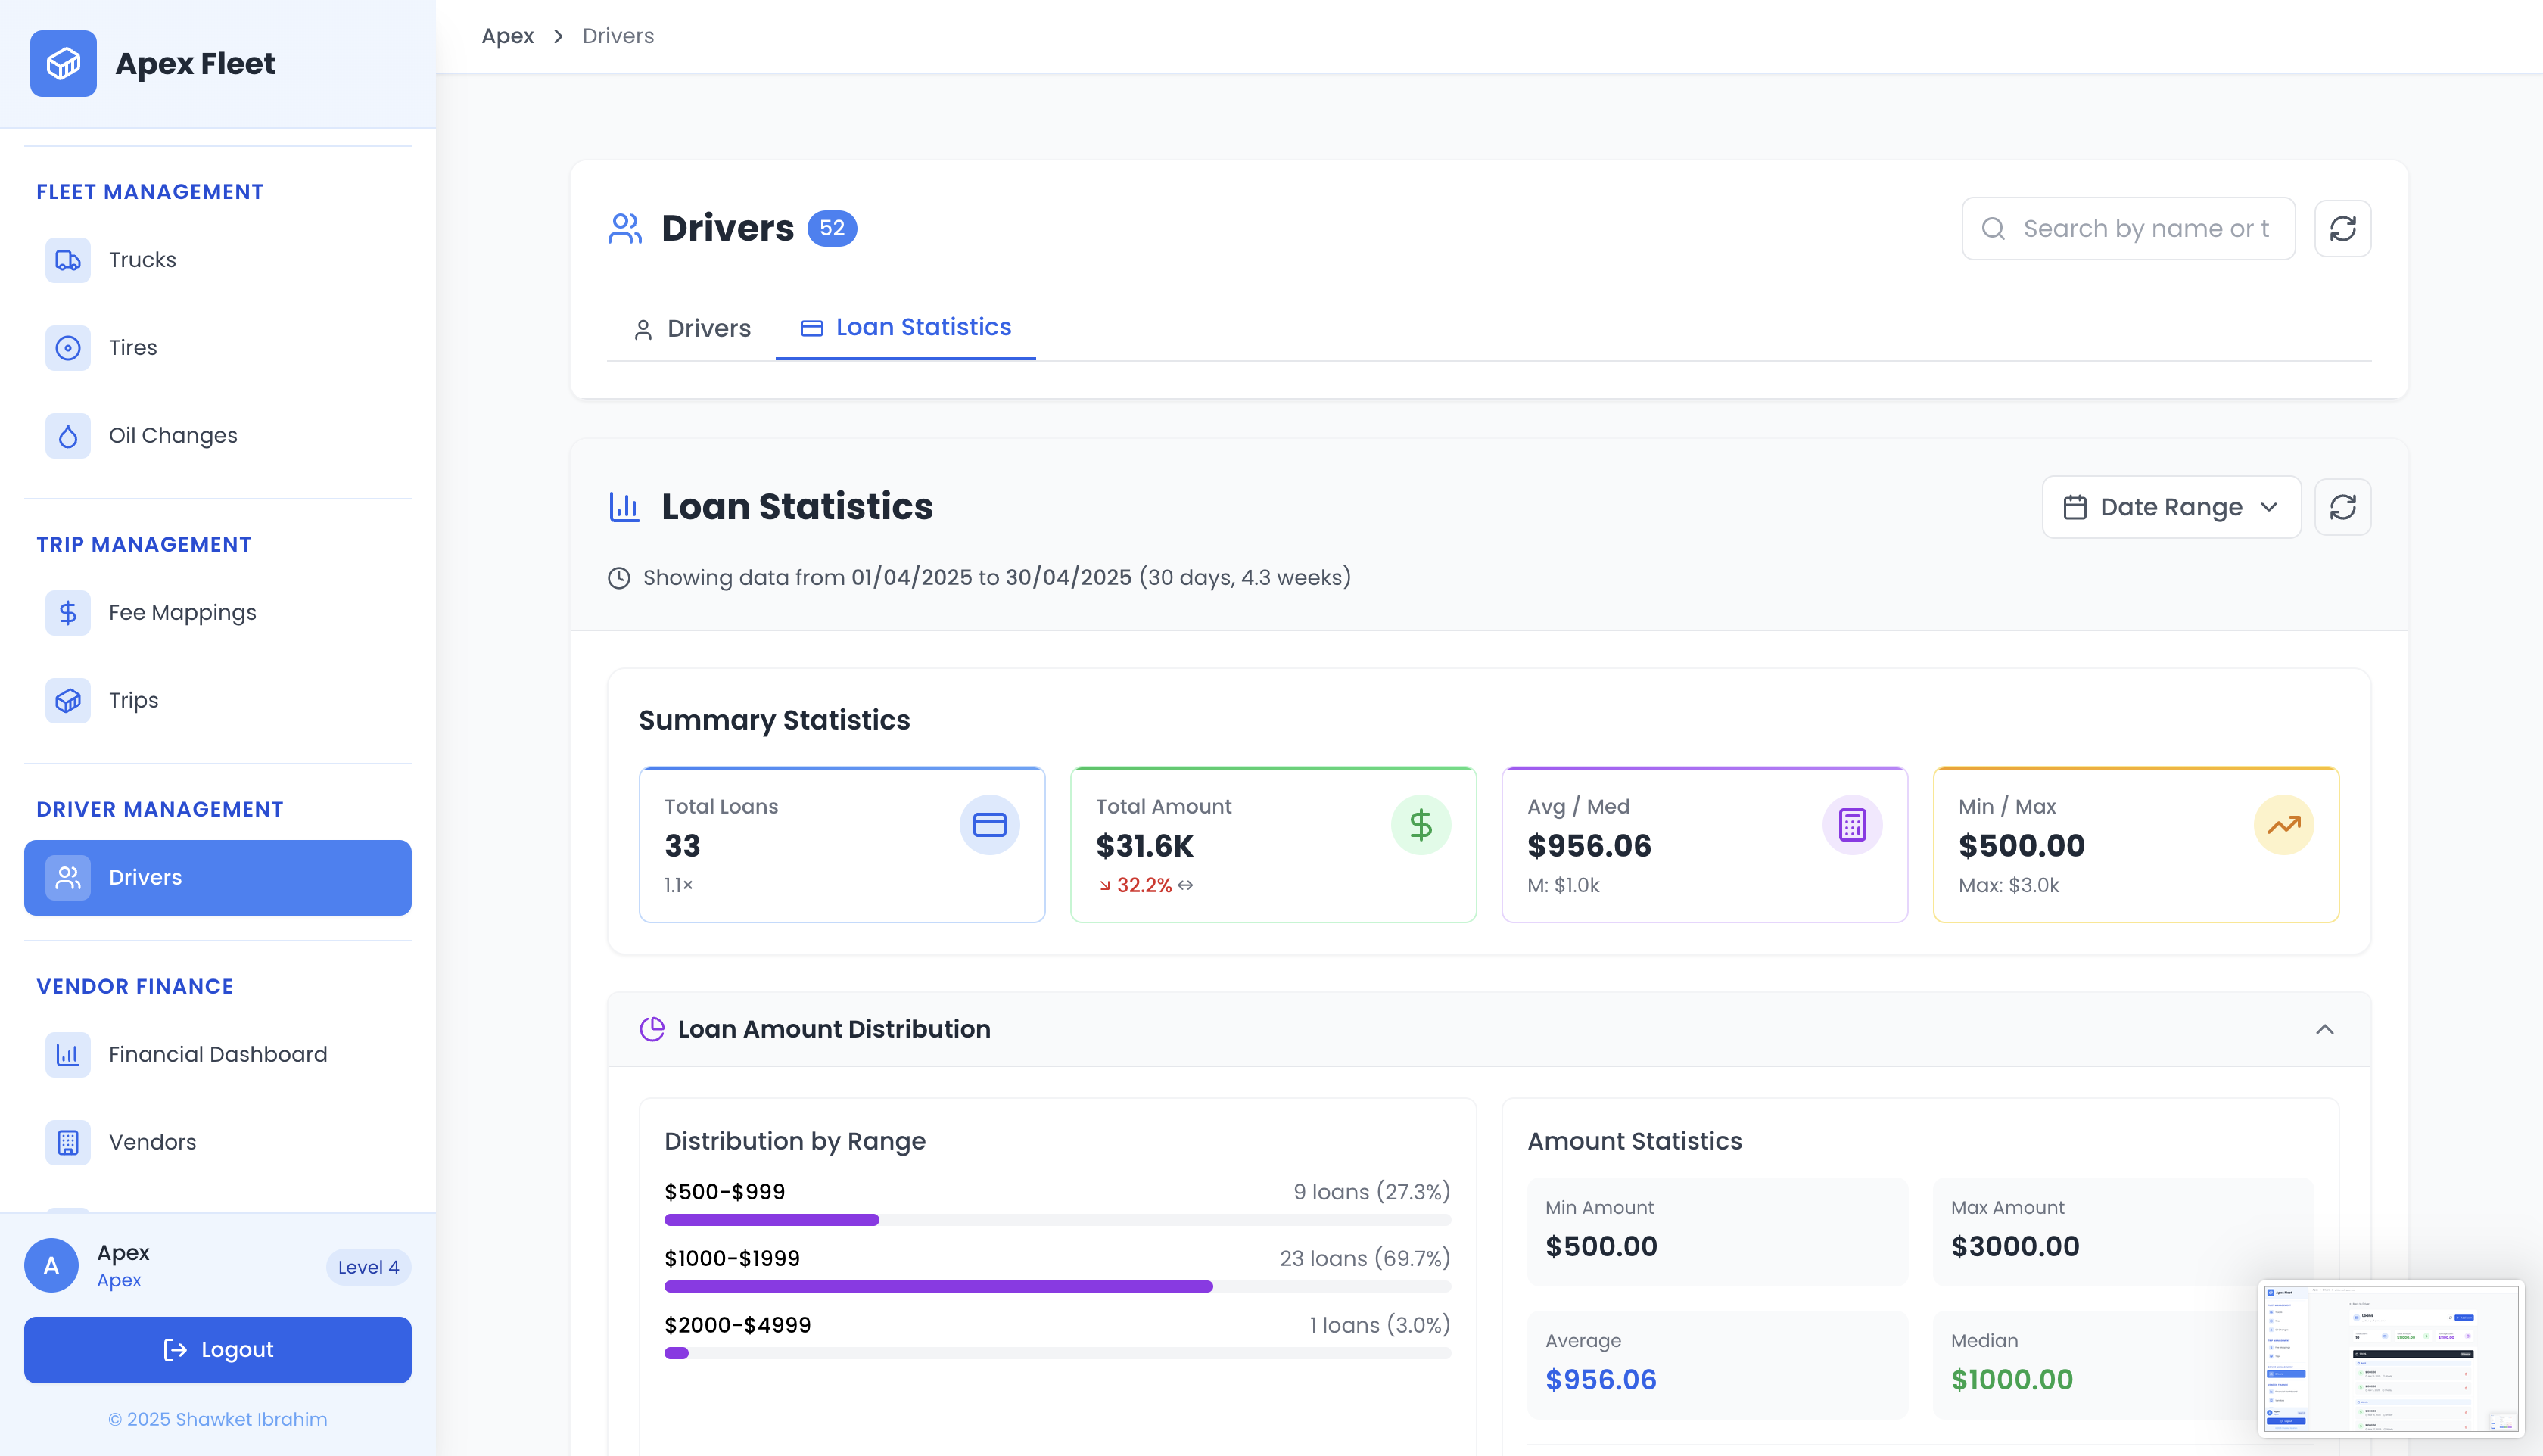 Apex Fleet
FLEET MANAGEMENT
Trucks
Tires
Oil Changes
TRIP MANAGEMENT
Fee Mappings
Trips
DRIVER MANAGEMENT
Drivers
VENDOR FINANCE
Financial Dashboard
Vendors
A
Apex
Apex
Level 4
Logout
© 2025 Shawket Ibrahim
Apex > Drivers
Drivers 52
Search by name or t
Drivers
Loan Statistics
Loan Statistics
Date Range
Showing data from 01/04/2025 to 30/04/2025 (30 days, 4.3 weeks)
Summary Statistics
Total Loans
33
1.1×
Total Amount
$31.6K
↘ 32.2% ↔
Avg / Med
$956.06
M: $1.0k
Min / Max
$500.00
Max: $3.0k
Loan Amount Distribution
Distribution by Range
$500-$999 9 loans (27.3%)
$1000-$1999 23 loans (69.7%)
$2000-$4999 1 loans (3.0%)
Amount Statistics
Min Amount
$500.00
Max Amount
$3000.00
Average
$956.06
Median
$1000.00